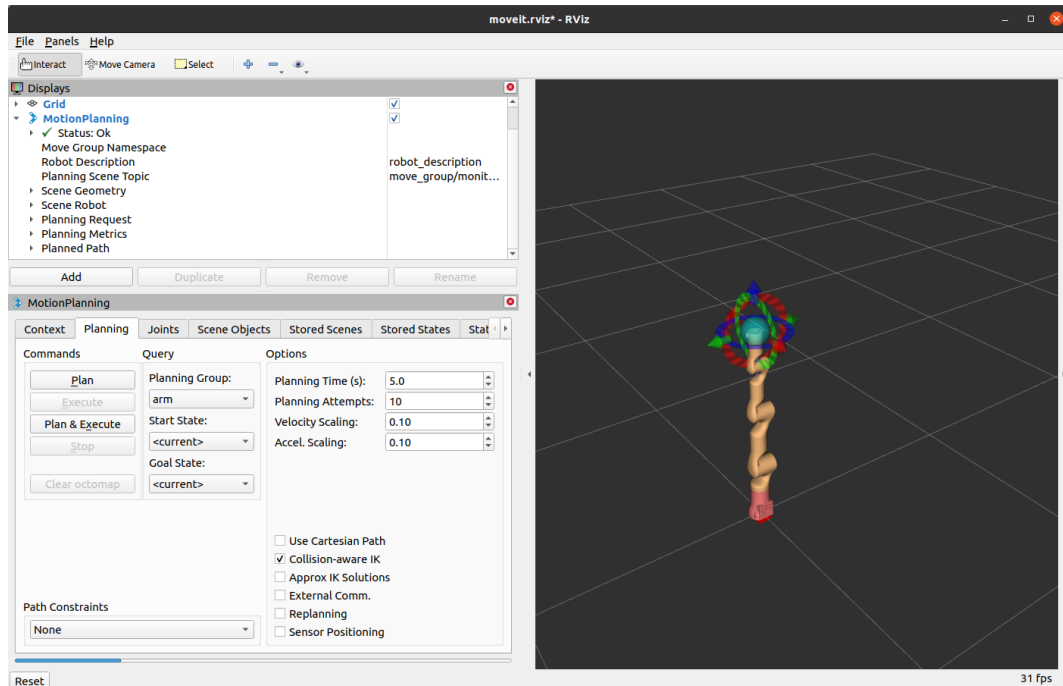 moveit.rviz* - RViz
File Panels Help
Interact Move Camera Select
Displays
Grid
MotionPlanning
✓ Status: Ok
Move Group Namespace
Robot Description robot_description
Planning Scene Topic move_group/monit...
Scene Geometry
Scene Robot
Planning Request
Planning Metrics
Planned Path
Add Duplicate Remove Rename
MotionPlanning
Context Planning Joints Scene Objects Stored Scenes Stored States Stat
Commands Query Options
Plan Planning Group: Planning Time (s): 5.0
Execute arm Planning Attempts: 10
Plan & Execute Start State: Velocity Scaling: 0.10
Stop <current> Accel. Scaling: 0.10
Goal State:
Clear octomap <current>
Use Cartesian Path
Collision-aware IK
Approx IK Solutions
External Comm.
Path Constraints Replanning
None Sensor Positioning
Reset 31 fps